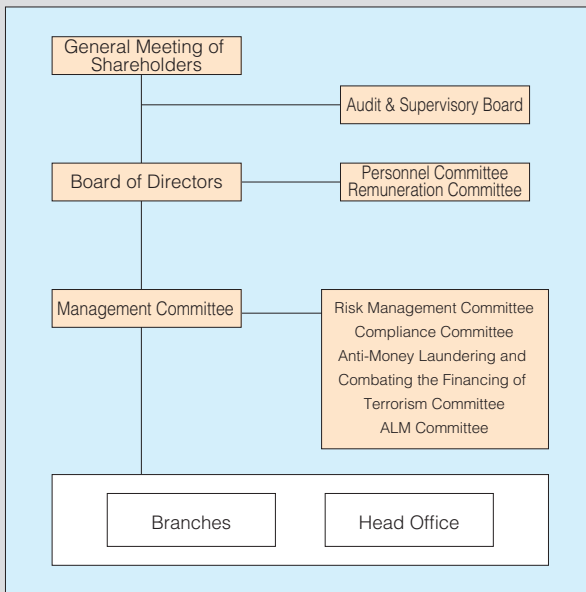 General Meeting of
Shareholders
Audit & Supervisory Board
Board of Directors
Personnel Committee
Remuneration Committee
Management Committee
Risk Management Committee
Compliance Committee
Anti-Money Laundering and
Combating the Financing of
Terrorism Committee
ALM Committee
Branches
Head Office